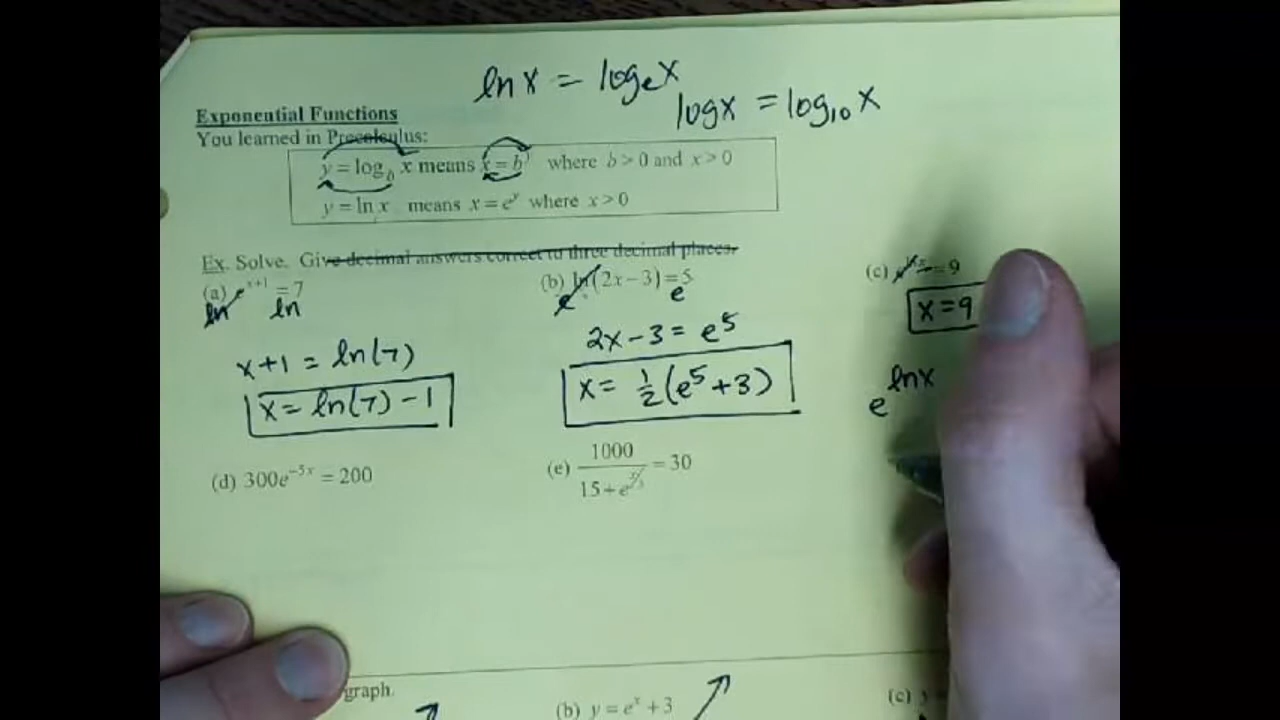 ln x = log_e x
log x = log_10 x
Exponential Functions
You learned in Precalculus:
y = log_b x means x = b^y where b > 0 and x > 0
y = ln x means x = e^y where x > 0
Ex. Solve. Give decimal answers correct to three decimal places.
(a) e^(x+1) = 7
ln ln
x+1 = ln(7)
x = ln(7) - 1
(b) ln(2x - 3) = 5
e e
2x - 3 = e^5
x = 1/2 (e^5 + 3)
(c) = 9
x = 9
e^(ln x)
(d) 300e^(-5x) = 200
(e) 1000 / = 30
graph.
(b) y = e^x + 3
(c)